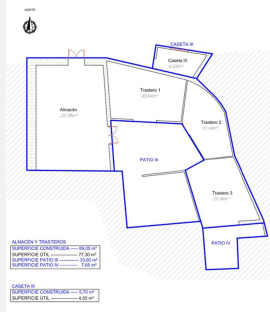 NORTE
CASETA III
Caseta III
Trastero 1
Almacén
Trastero 2
PATIO III
Trastero 3
PATIO IV
ALMACÉN Y TRASTEROS
SUPERFICIE CONSTRUIDA ---- 89,05 m²
SUPERFICIE ÚTIL ---- 77,30 m²
SUPERFICIE PATIO III ---- 33,60 m²
SUPERFICIE PATIO IV ---- 7,65 m²
CASETA III
SUPERFICIE CONSTRUIDA ---- 5,70 m²
SUPERFICIE ÚTIL ---- 4,55 m²